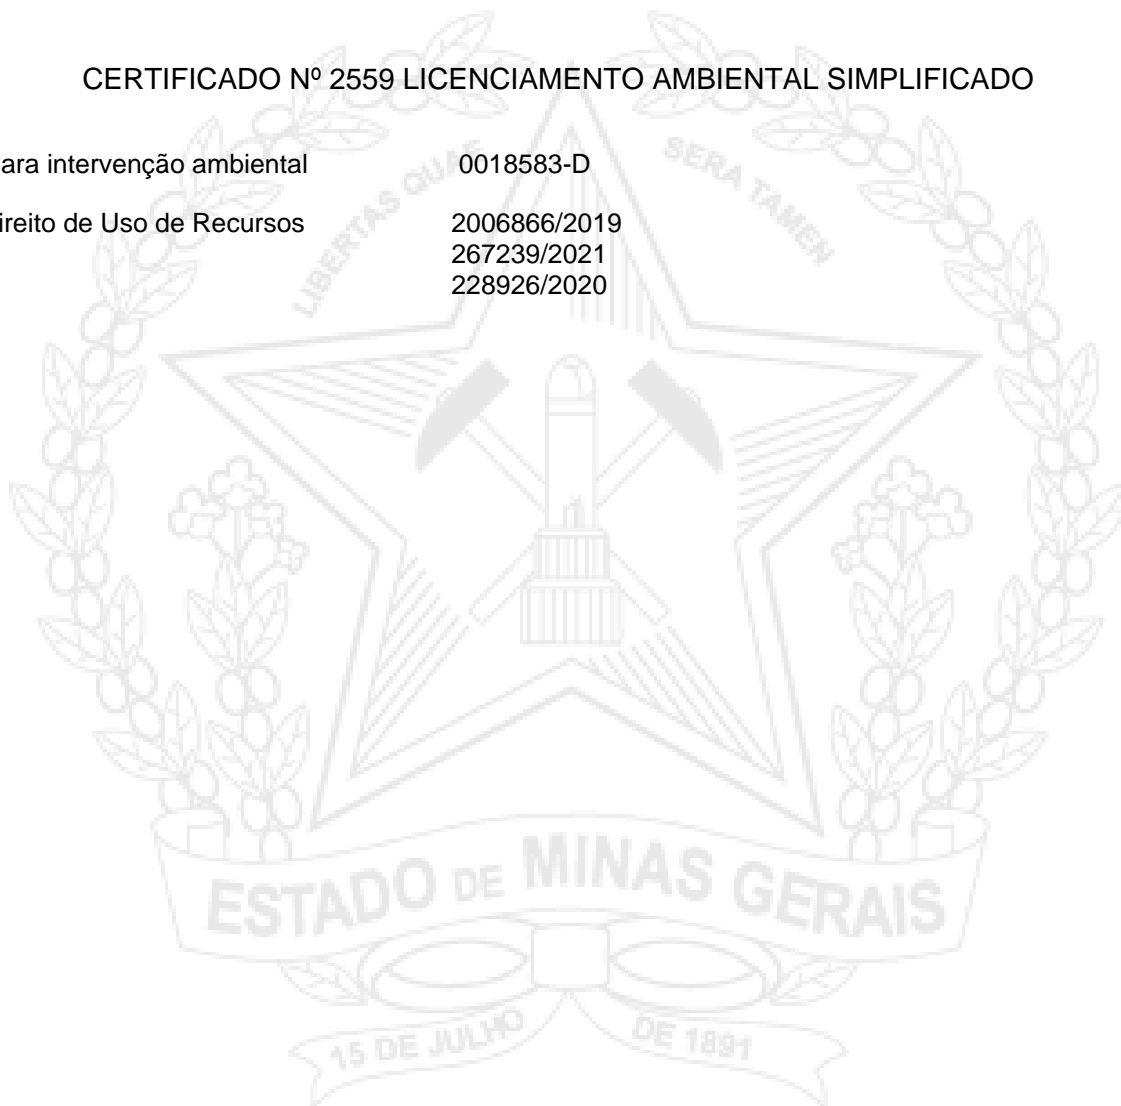 CERTIFICADO Nº 2559 LICENCIAMENTO AMBIENTAL SIMPLIFICADO
ara intervenção ambiental 0018583-D
ireito de Uso de Recursos 2006866/2019
267239/2021
228926/2020
LIBERTAS QUAE SERA TAMEN
ESTADO DE MINAS GERAIS
15 DE JULHO DE 1891